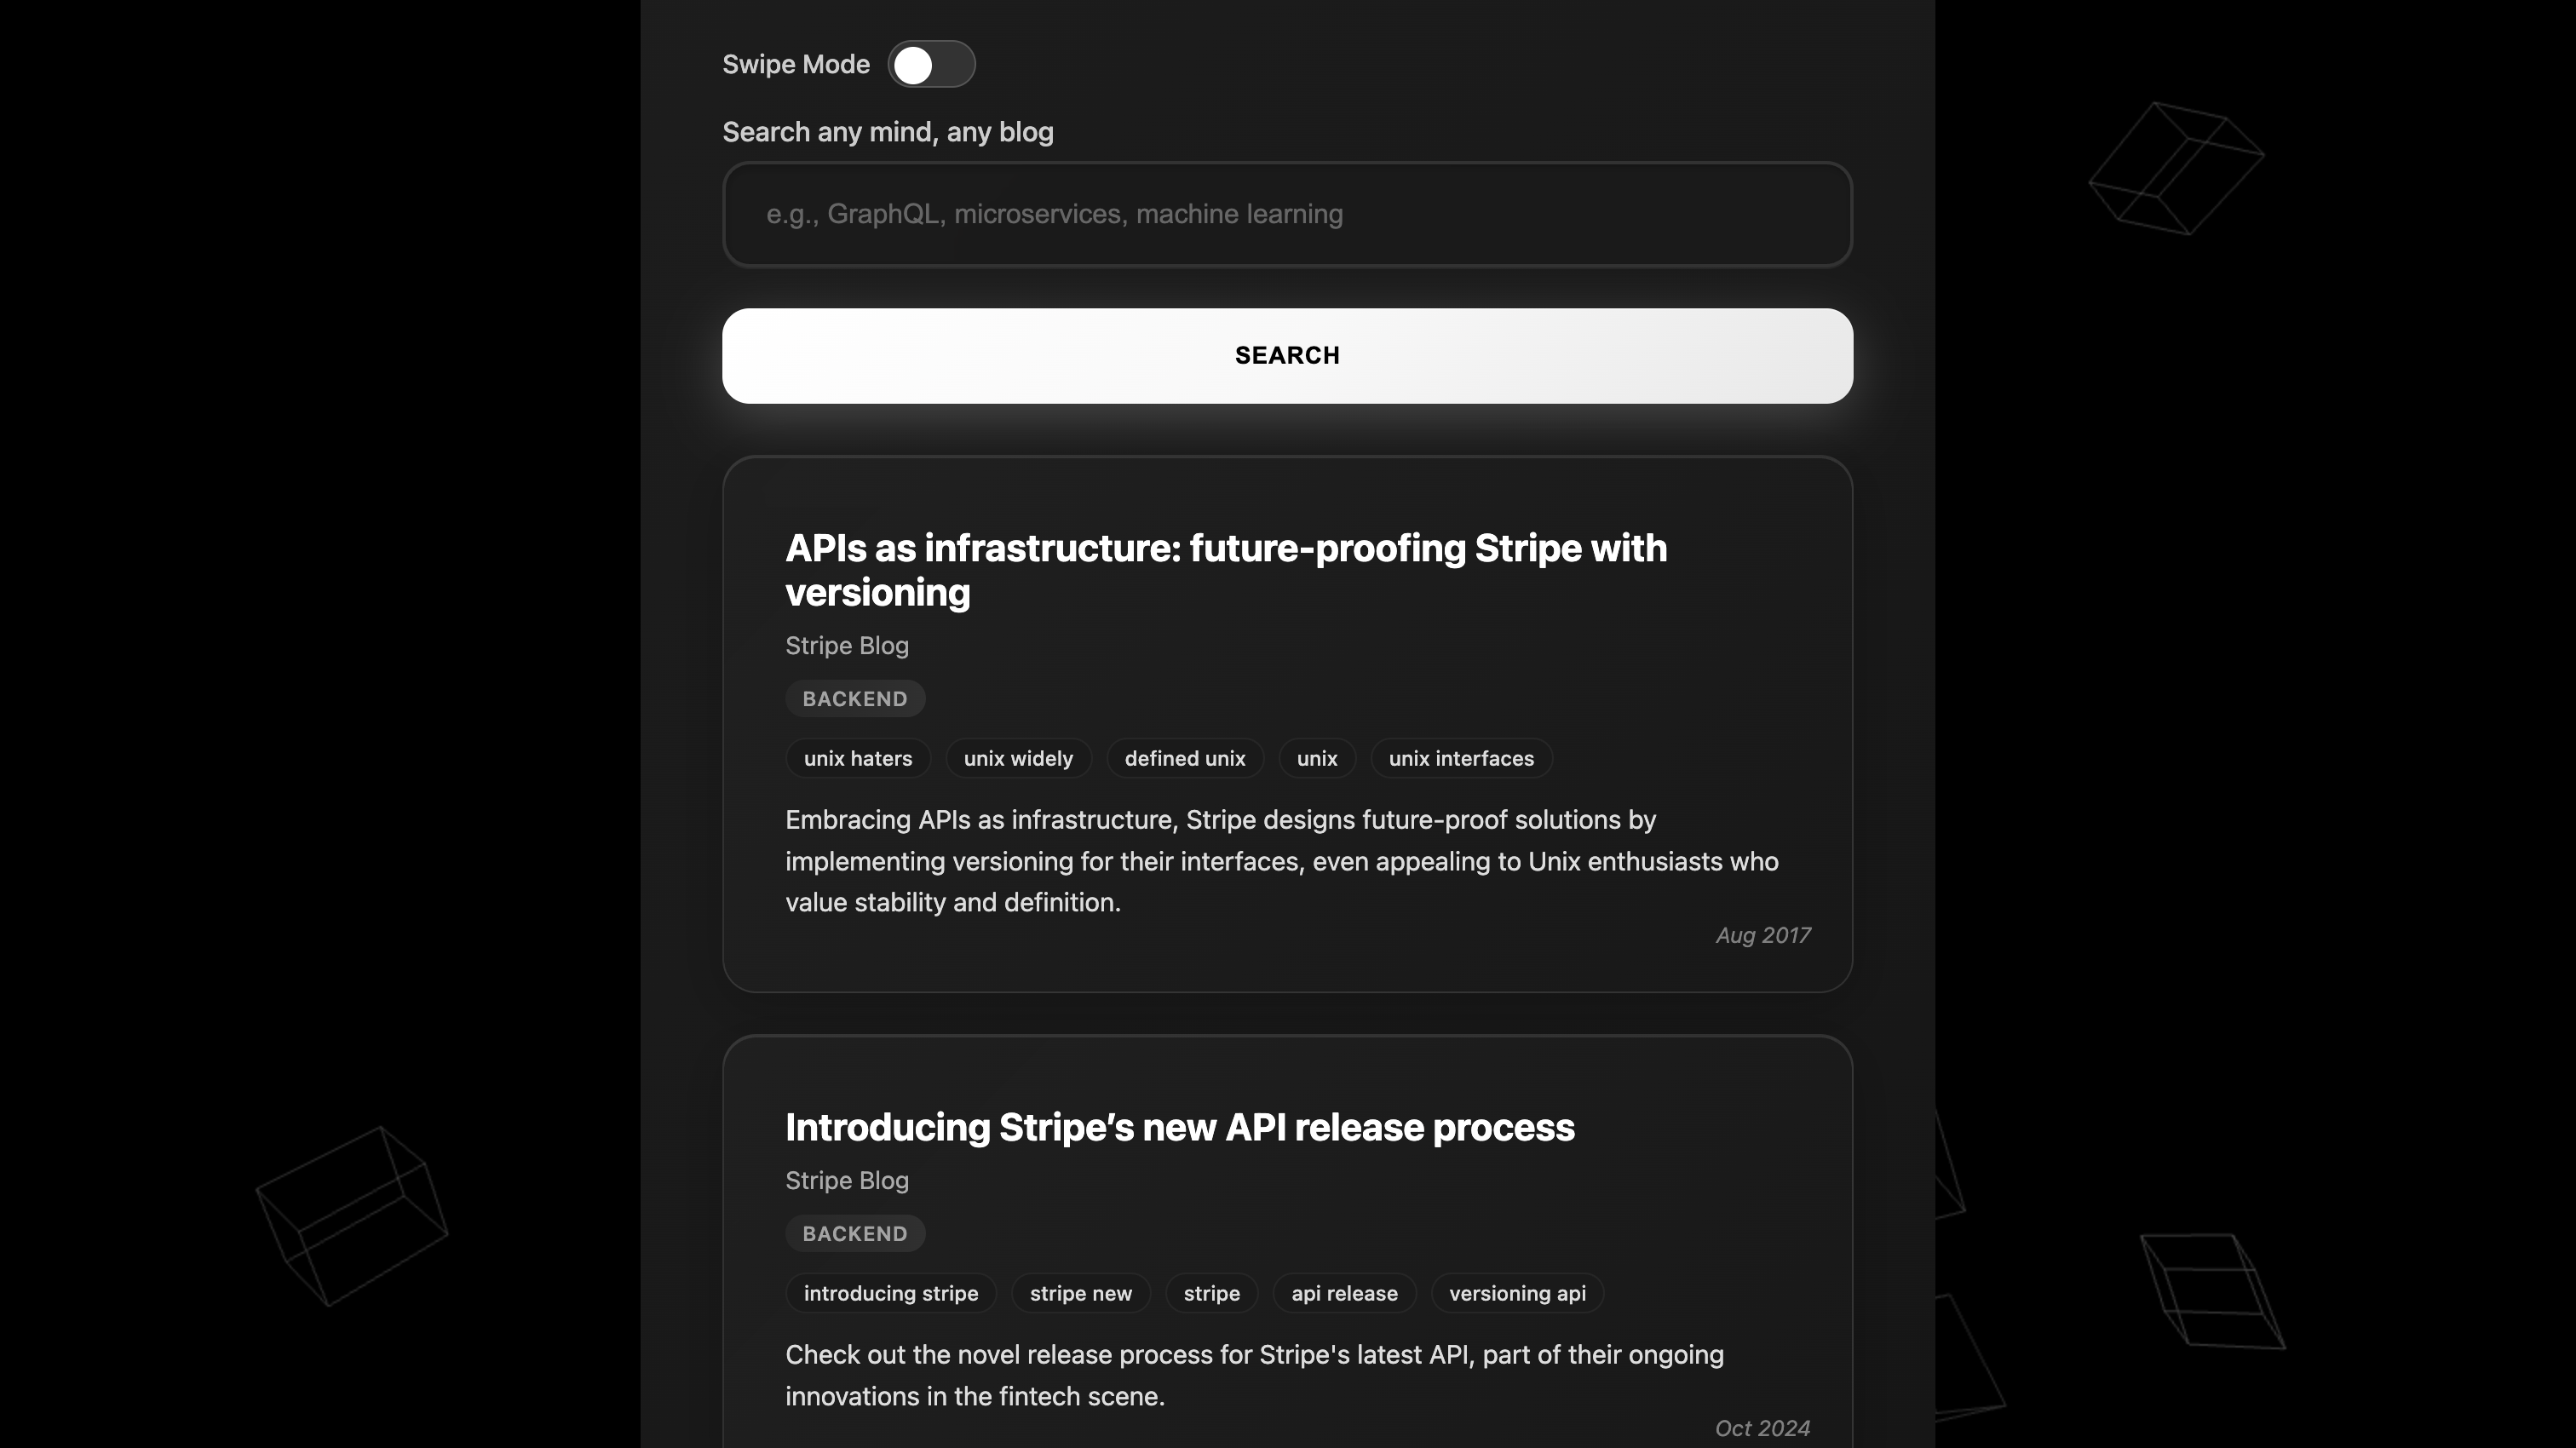 Swipe Mode
Search any mind, any blog
e.g., GraphQL, microservices, machine learning
SEARCH
APIs as infrastructure: future-proofing Stripe with
versioning
Stripe Blog
BACKEND
unix haters unix widely defined unix unix unix interfaces
Embracing APIs as infrastructure, Stripe designs future-proof solutions by
implementing versioning for their interfaces, even appealing to Unix enthusiasts who
value stability and definition.
Aug 2017
Introducing Stripe’s new API release process
Stripe Blog
BACKEND
introducing stripe stripe new stripe api release versioning api
Check out the novel release process for Stripe's latest API, part of their ongoing
innovations in the fintech scene.
Oct 2024